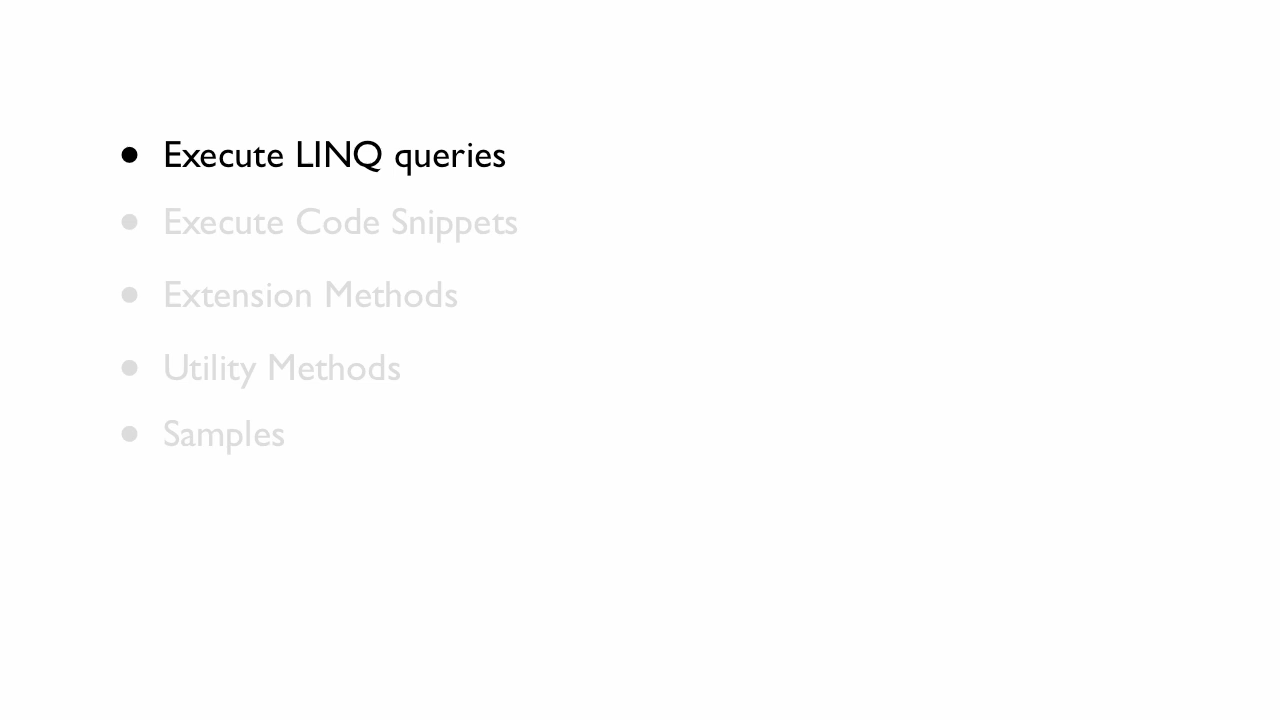 ● Execute LINQ queries
● Execute Code Snippets
● Extension Methods
● Utility Methods
● Samples